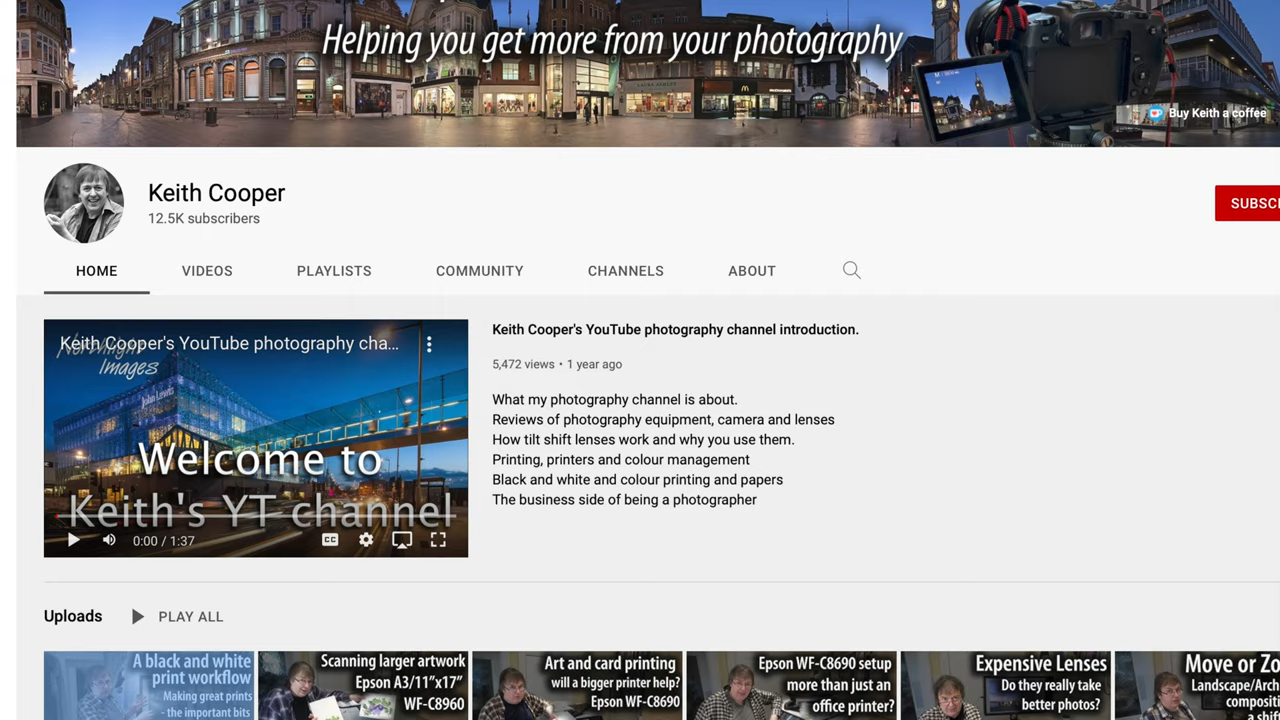 Helping you get more from your photography
Buy Keith a coffee
Keith Cooper
12.5K subscribers
SUBSC
HOME
VIDEOS
PLAYLISTS
COMMUNITY
CHANNELS
ABOUT
Keith Cooper's YouTube photography cha...
Northlight
Images
John Lewis
Welcome to
Keith's YT channel
0:00 / 1:37
CC
Keith Cooper's YouTube photography channel introduction.
5,472 views • 1 year ago
What my photography channel is about.
Reviews of photography equipment, camera and lenses
How tilt shift lenses work and why you use them.
Printing, printers and colour management
Black and white and colour printing and papers
The business side of being a photographer
Uploads
PLAY ALL
A black and white
print workflow
Making great prints
- the important bits
Scanning larger artwork
Epson A3/11"x17"
WF-C8960
Art and card printing
will a bigger printer help?
Epson WF-C8690
Epson WF-C8690 setup
more than just an
office printer?
Expensive Lenses
Do they really take
better photos?
Move or Zo
Landscape/Arch
compositi
a shif